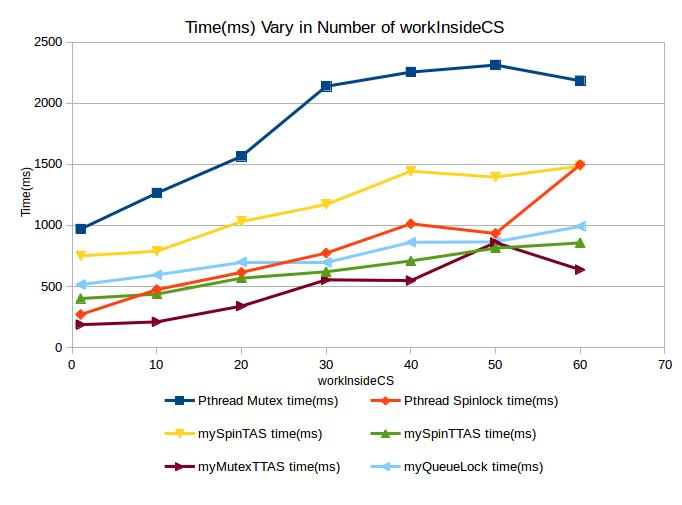 Time(ms) Vary in Number of workInsideCS
2500
2000
1500
1000
500
0
Time(ms)
0 10 20 30 40 50 60 70
workInsideCS
Pthread Mutex time(ms) Pthread Spinlock time(ms)
mySpinTAS time(ms) mySpinTTAS time(ms)
myMutexTTAS time(ms) myQueueLock time(ms)